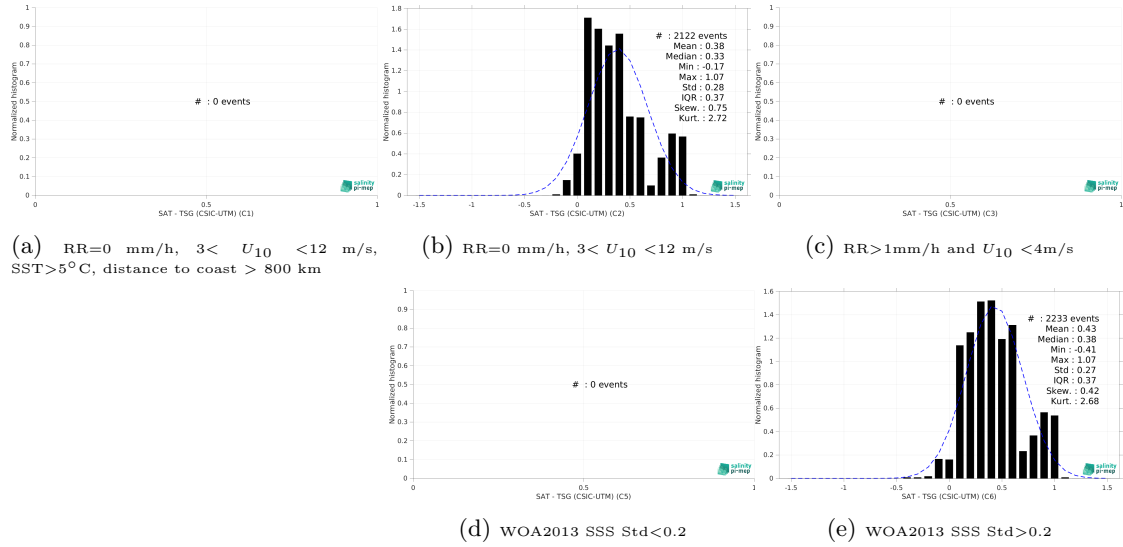 1
0.9
0.8
0.7
0.6
0.5
0.4
0.3
0.2
0.1
0
Normalized histogram
# : 0 events
salinity
pi-mep
0 0.5 1
SAT - TSG (CSIC-UTM) (C1)
(a) RR=0 mm/h, 3< U10 <12 m/s,
SST>5°C, distance to coast > 800 km
1.8
1.6
1.4
1.2
1
0.8
0.6
0.4
0.2
0
Normalized histogram
# : 2122 events
Mean : 0.38
Median : 0.33
Min : -0.17
Max : 1.07
Std : 0.28
IQR : 0.37
Skew. : 0.75
Kurt. : 2.72
salinity
pi-mep
-1.5 -1 -0.5 0 0.5 1 1.5
SAT - TSG (CSIC-UTM) (C2)
(b) RR=0 mm/h, 3< U10 <12 m/s
1
0.9
0.8
0.7
0.6
0.5
0.4
0.3
0.2
0.1
0
Normalized histogram
# : 0 events
salinity
pi-mep
0 0.5 1
SAT - TSG (CSIC-UTM) (C3)
(c) RR>1mm/h and U10 <4m/s
1
0.9
0.8
0.7
0.6
0.5
0.4
0.3
0.2
0.1
0
Normalized histogram
# : 0 events
salinity
pi-mep
0 0.5 1
SAT - TSG (CSIC-UTM) (C5)
(d) WOA2013 SSS Std<0.2
1.6
1.4
1.2
1
0.8
0.6
0.4
0.2
0
Normalized histogram
# : 2233 events
Mean : 0.43
Median : 0.38
Min : -0.41
Max : 1.07
Std : 0.27
IQR : 0.37
Skew. : 0.42
Kurt. : 2.68
salinity
pi-mep
-1.5 -1 -0.5 0 0.5 1 1.5
SAT - TSG (CSIC-UTM) (C6)
(e) WOA2013 SSS Std>0.2